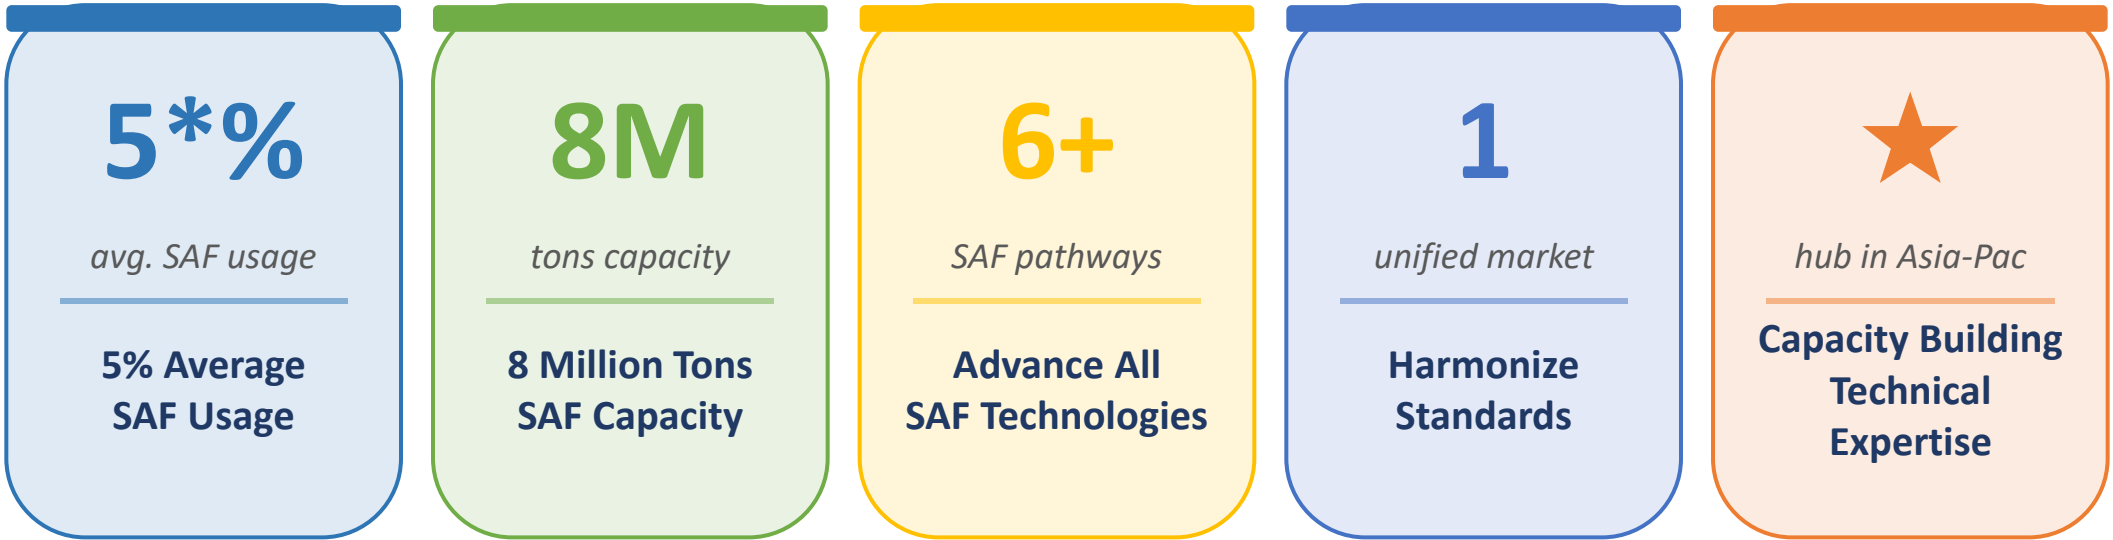 5*%
avg. SAF usage
5% Average
SAF Usage
8M
tons capacity
8 Million Tons
SAF Capacity
6+
SAF pathways
Advance All
SAF Technologies
1
unified market
Harmonize
Standards
hub in Asia-Pac
Capacity Building
Technical
Expertise